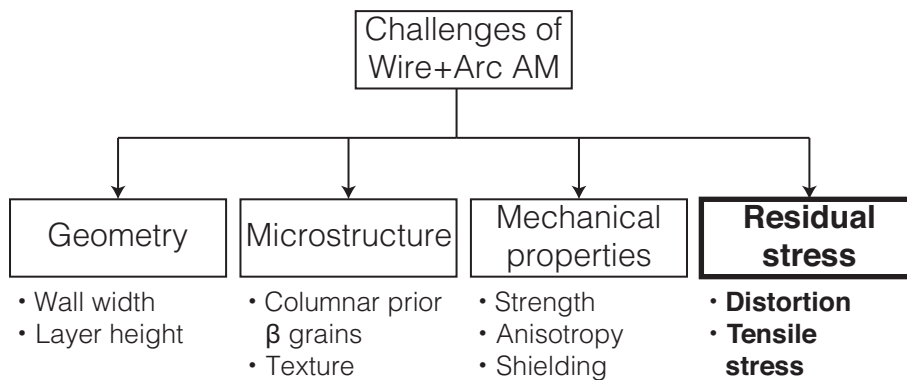 Challenges of
Wire+Arc AM
Geometry
• Wall width
• Layer height
Microstructure
• Columnar prior
β grains
• Texture
Mechanical
properties
• Strength
• Anisotropy
• Shielding
Residual
stress
• Distortion
• Tensile
stress